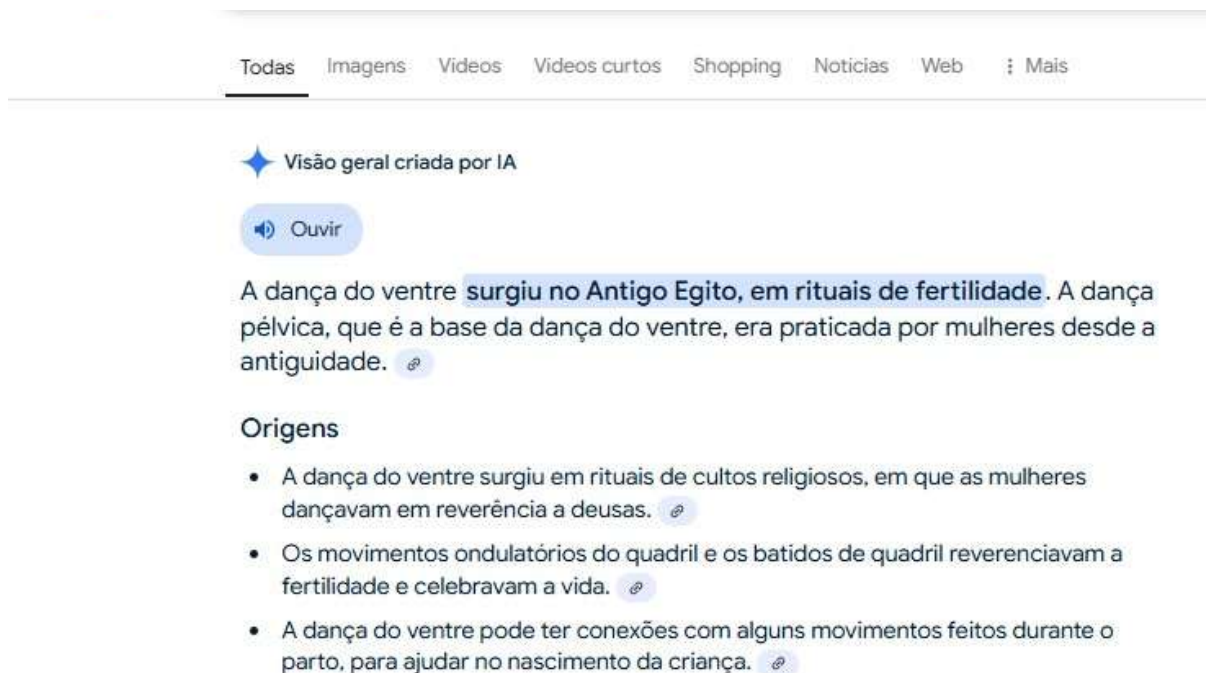 Todas Imagens Vídeos Vídeos curtos Shopping Notícias Web Mais
Visão geral criada por IA
Ouvir
A dança do ventre surgiu no Antigo Egito, em rituais de fertilidade. A dança
pélvica, que é a base da dança do ventre, era praticada por mulheres desde a
antiguidade.
Origens
• A dança do ventre surgiu em rituais de cultos religiosos, em que as mulheres
dançavam em reverência a deusas.
• Os movimentos ondulatórios do quadril e os batidos de quadril reverenciavam a
fertilidade e celebravam a vida.
• A dança do ventre pode ter conexões com alguns movimentos feitos durante o
parto, para ajudar no nascimento da criança.